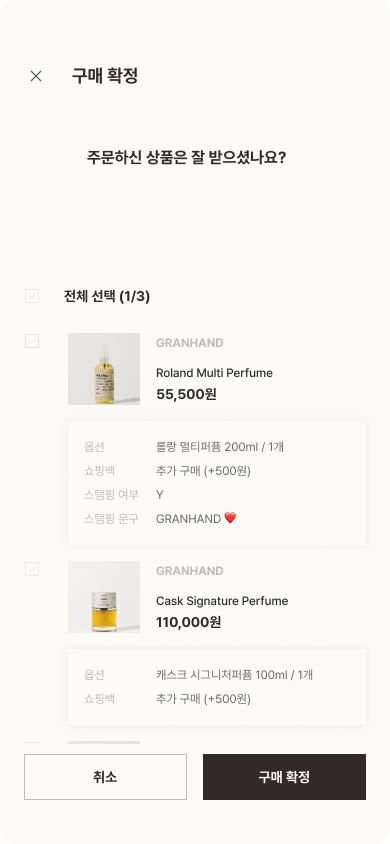 구매 확정
주문하신 상품은 잘 받으셨나요?
전체 선택 (1/3)
GRANHAND
Roland Multi Perfume
55,500원
옵션 롤랑 멀티퍼퓸 200ml / 1개
쇼핑백 추가 구매 (+500원)
스탬핑 여부 Y
스탬핑 문구 GRANHAND ❤️
GRANHAND
Cask Signature Perfume
110,000원
옵션 캐스크 시그니처퍼퓸 100ml / 1개
쇼핑백 추가 구매 (+500원)
취소 구매 확정